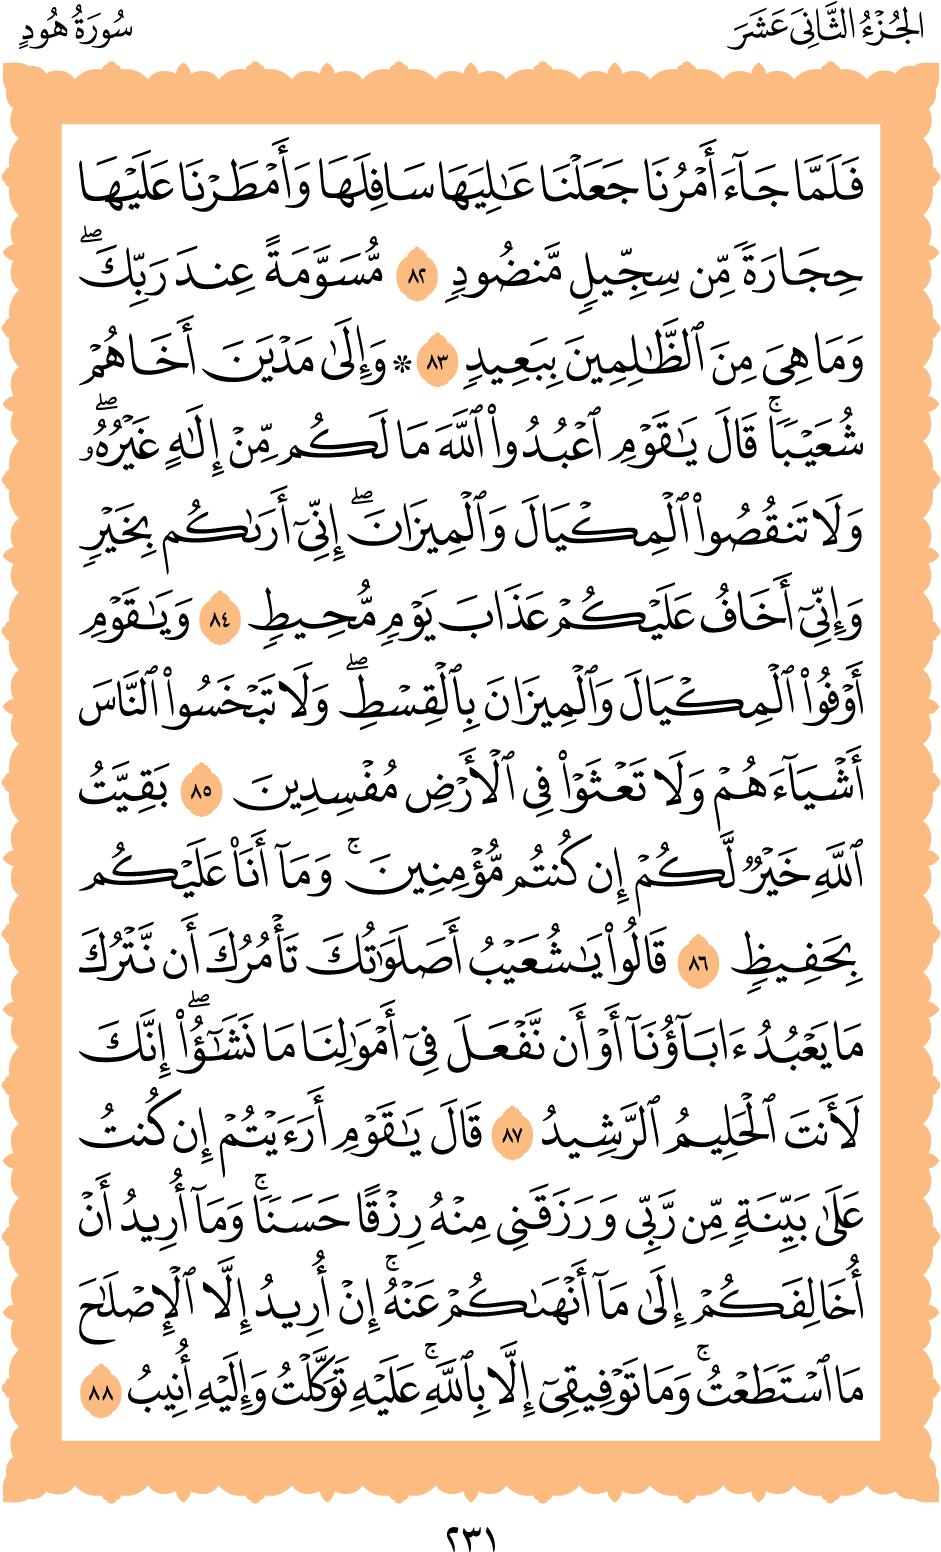 الجُزْءُ الثَّانِيَ عَشَرَ
سُورَةُ هُودٍ
فَلَمَّا جَآءَ أَمْرُنَا جَعَلْنَا عَٰلِيَهَا سَافِلَهَا وَأَمْطَرْنَا عَلَيْهَا
حِجَارَةً مِّن سِجِّيلٍ مَّنضُودٍ ٨٢ مُّسَوَّمَةً عِندَ رَبِّكَۖ
وَمَا هِيَ مِنَ ٱلظَّٰلِمِينَ بِبَعِيدٍ ٨٣ * وَإِلَىٰ مَدْيَنَ أَخَاهُمْ
شُعَيْبًاۚ قَالَ يَٰقَوْمِ ٱعْبُدُوا۟ ٱللَّهَ مَا لَكُم مِّنْ إِلَٰهٍ غَيْرُهُۥۖ
وَلَا تَنقُصُوا۟ ٱلْمِكْيَالَ وَٱلْمِيزَانَۖ إِنِّىٓ أَرَىٰكُم بِخَيْرٍ
وَإِنِّىٓ أَخَافُ عَلَيْكُمْ عَذَابَ يَوْمٍ مُّحِيطٍ ٨٤ وَيَٰقَوْمِ
أَوْفُوا۟ ٱلْمِكْيَالَ وَٱلْمِيزَانَ بِٱلْقِسْطِۖ وَلَا تَبْخَسُوا۟ ٱلنَّاسَ
أَشْيَآءَهُمْ وَلَا تَعْثَوْا۟ فِى ٱلْأَرْضِ مُفْسِدِينَ ٨٥ بَقِيَّتُ
ٱللَّهِ خَيْرٌ لَّكُمْ إِن كُنتُم مُّؤْمِنِينَۚ وَمَآ أَنَا۠ عَلَيْكُم
بِحَفِيظٍ ٨٦ قَالُوا۟ يَٰشُعَيْبُ أَصَلَوَٰتُكَ تَأْمُرُكَ أَن نَّتْرُكَ
مَا يَعْبُدُ ءَابَآؤُنَآ أَوْ أَن نَّفْعَلَ فِىٓ أَمْوَٰلِنَا مَا نَشَٰٓؤُا۟ۖ إِنَّكَ
لَأَنتَ ٱلْحَلِيمُ ٱلرَّشِيدُ ٨٧ قَالَ يَٰقَوْمِ أَرَءَيْتُمْ إِن كُنتُ
عَلَىٰ بَيِّنَةٍ مِّن رَّبِّى وَرَزَقَنِى مِنْهُ رِزْقًا حَسَنًاۚ وَمَآ أُرِيدُ أَنْ
أُخَالِفَكُمْ إِلَىٰ مَآ أَنْهَىٰكُمْ عَنْهُۚ إِنْ أُرِيدُ إِلَّا ٱلْإِصْلَٰحَ
مَا ٱسْتَطَعْتُۚ وَمَا تَوْفِيقِىٓ إِلَّا بِٱللَّهِۚ عَلَيْهِ تَوَكَّلْتُ وَإِلَيْهِ أُنِيبُ ٨٨
٢٣١